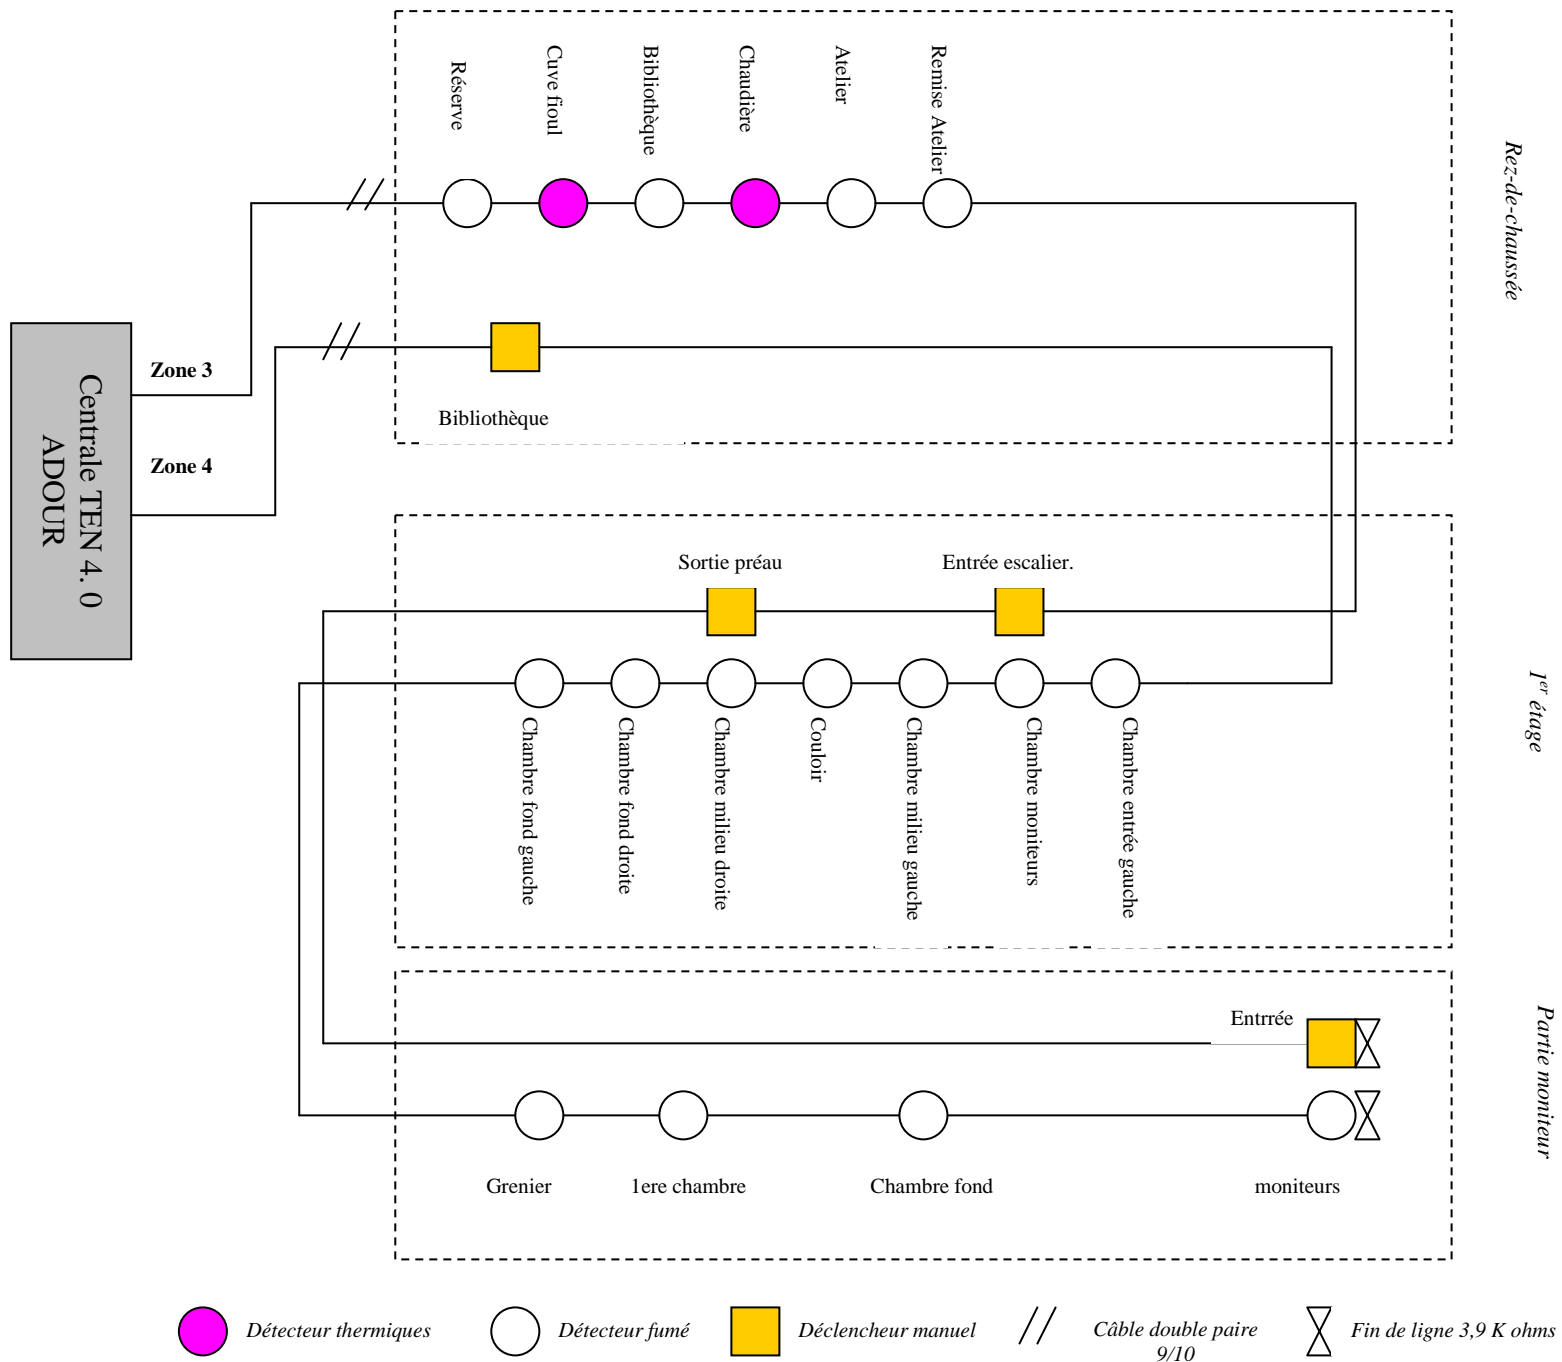 Réserve
Cuve fioul
Bibliothèque
Chaudière
Atelier
Remise Atelier
Rez-de-chaussée
Zone 3
Bibliothèque
Zone 4
Centrale TEN 4. 0
ADOUR
Sortie préau
Entrée escalier.
1er étage
Chambre fond gauche
Chambre fond droite
Chambre milieu droite
Couloir
Chambre milieu gauche
Chambre moniteurs
Chambre entrée gauche
Entrrée
Partie moniteur
Grenier
1ere chambre
Chambre fond
moniteurs
Détecteur thermiques
Détecteur fumé
Déclencheur manuel
Câble double paire
9/10
Fin de ligne 3,9 K ohms